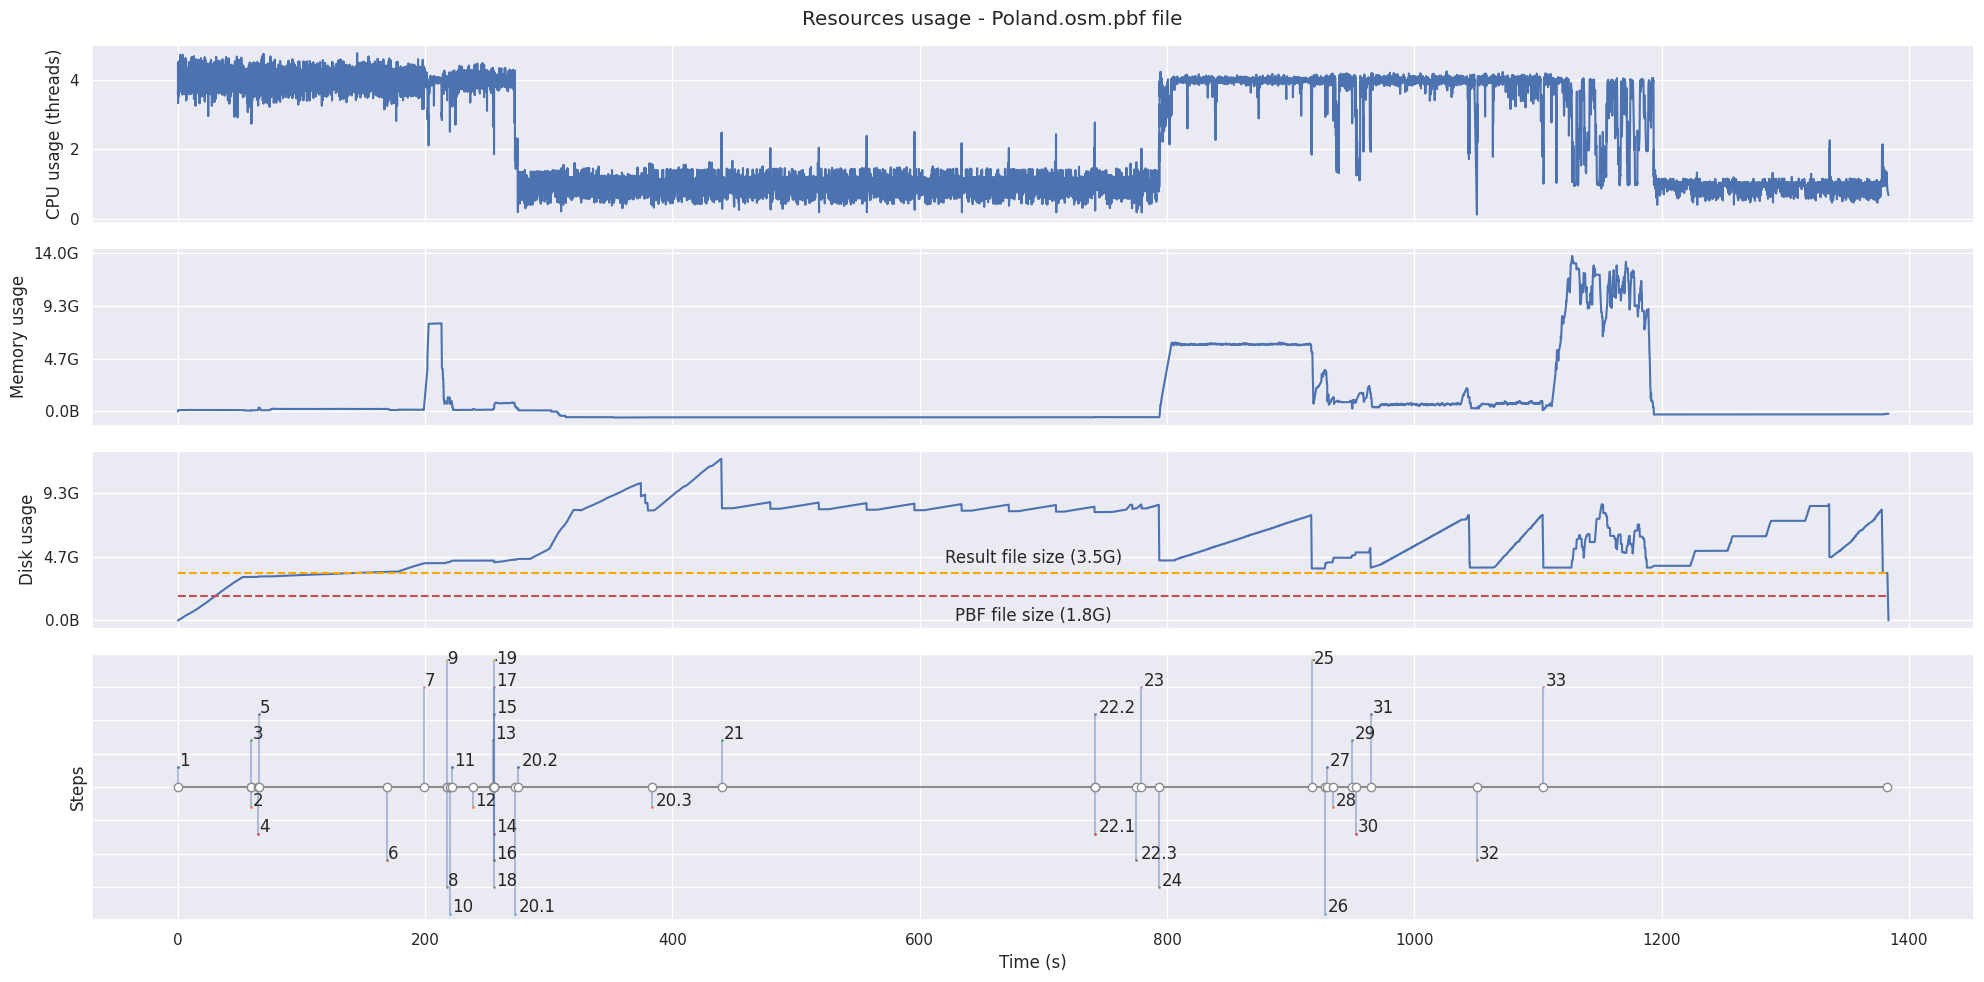 Resources usage - Poland.osm.pbf file
CPU usage (threads)
4
2
0
Memory usage
14.0G
9.3G
4.7G
0.0B
Disk usage
9.3G
4.7G
0.0B
Result file size (3.5G)
PBF file size (1.8G)
Steps
9 19 25
7 17 23 33
5 15 22.2 31
3 13 21 29
1 11 20.2 27
2 12 20.3 28
4 14 22.1 30
6 16 22.3 32
8 18 24
10 20.1 26
0 200 400 600 800 1000 1200 1400
Time (s)